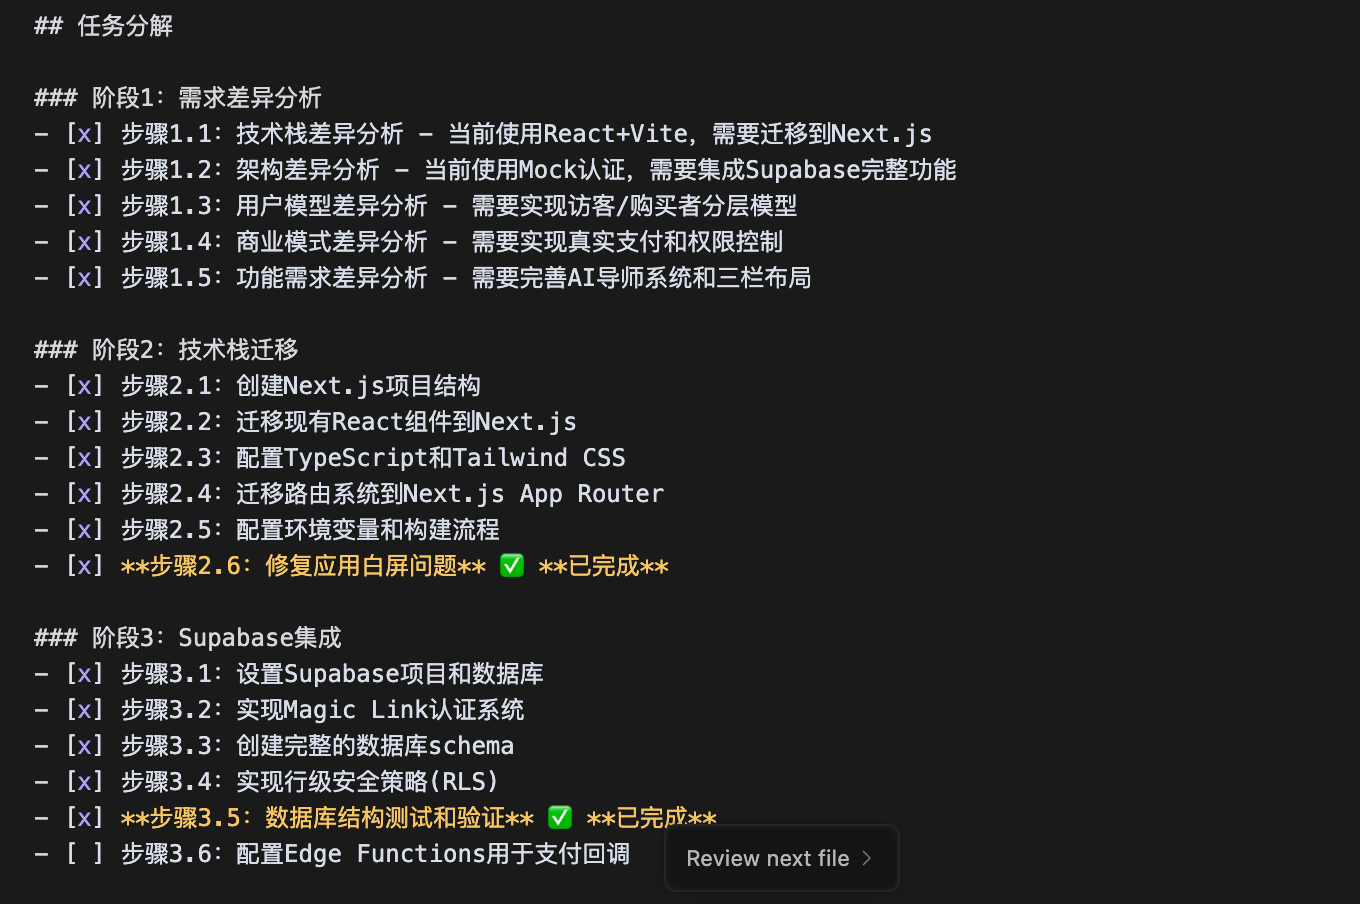 ## 任务分解
### 阶段1: 需求差异分析
- [x] 步骤1.1: 技术栈差异分析 - 当前使用React+Vite, 需要迁移到Next.js
- [x] 步骤1.2: 架构差异分析 - 当前使用Mock认证, 需要集成Supabase完整功能
- [x] 步骤1.3: 用户模型差异分析 - 需要实现访客/购买者分层模型
- [x] 步骤1.4: 商业模式差异分析 - 需要实现真实支付和权限控制
- [x] 步骤1.5: 功能需求差异分析 - 需要完善AI导师系统和三栏布局
### 阶段2: 技术栈迁移
- [x] 步骤2.1: 创建Next.js项目结构
- [x] 步骤2.2: 迁移现有React组件到Next.js
- [x] 步骤2.3: 配置TypeScript和Tailwind CSS
- [x] 步骤2.4: 迁移路由系统到Next.js App Router
- [x] 步骤2.5: 配置环境变量和构建流程
- [x] **步骤2.6: 修复应用白屏问题** ✅ **已完成**
### 阶段3: Supabase集成
- [x] 步骤3.1: 设置Supabase项目和数据库
- [x] 步骤3.2: 实现Magic Link认证系统
- [x] 步骤3.3: 创建完整的数据库schema
- [x] 步骤3.4: 实现行级安全策略(RLS)
- [x] **步骤3.5: 数据库结构测试和验证** ✅ **已完成**
- [ ] 步骤3.6: 配置Edge Functions用于支付回调
Review next file >